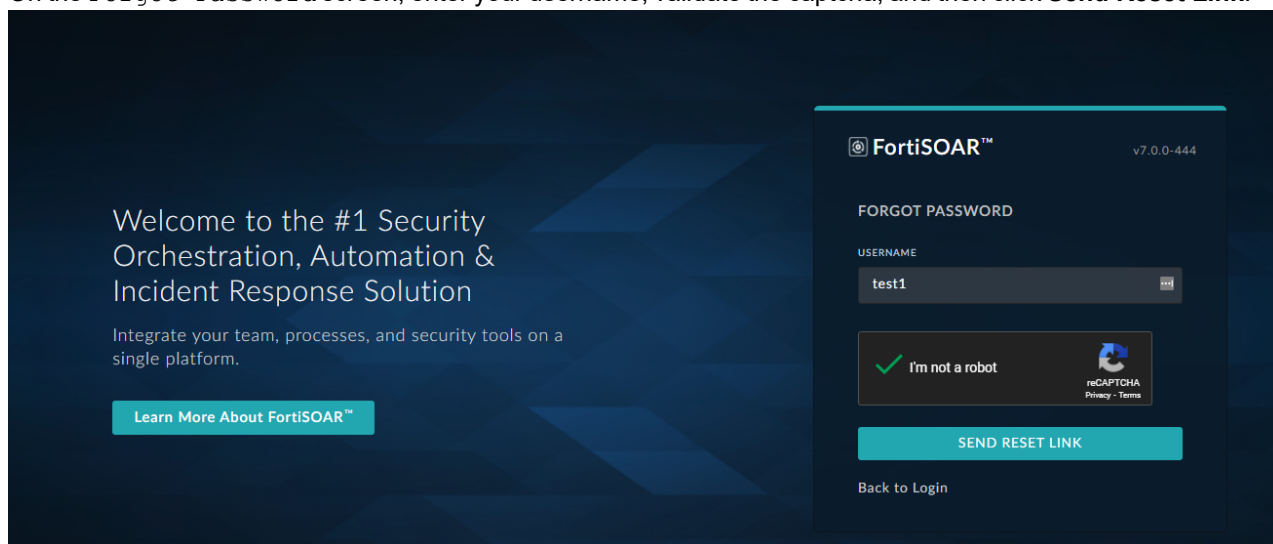 Welcome to the #1 Security
Orchestration, Automation &
Incident Response Solution
Integrate your team, processes, and security tools on a
single platform.
Learn More About FortiSOAR™
FortiSOAR™
v7.0.0-444
FORGOT PASSWORD
USERNAME
test1
I'm not a robot
reCAPTCHA
Privacy - Terms
SEND RESET LINK
Back to Login